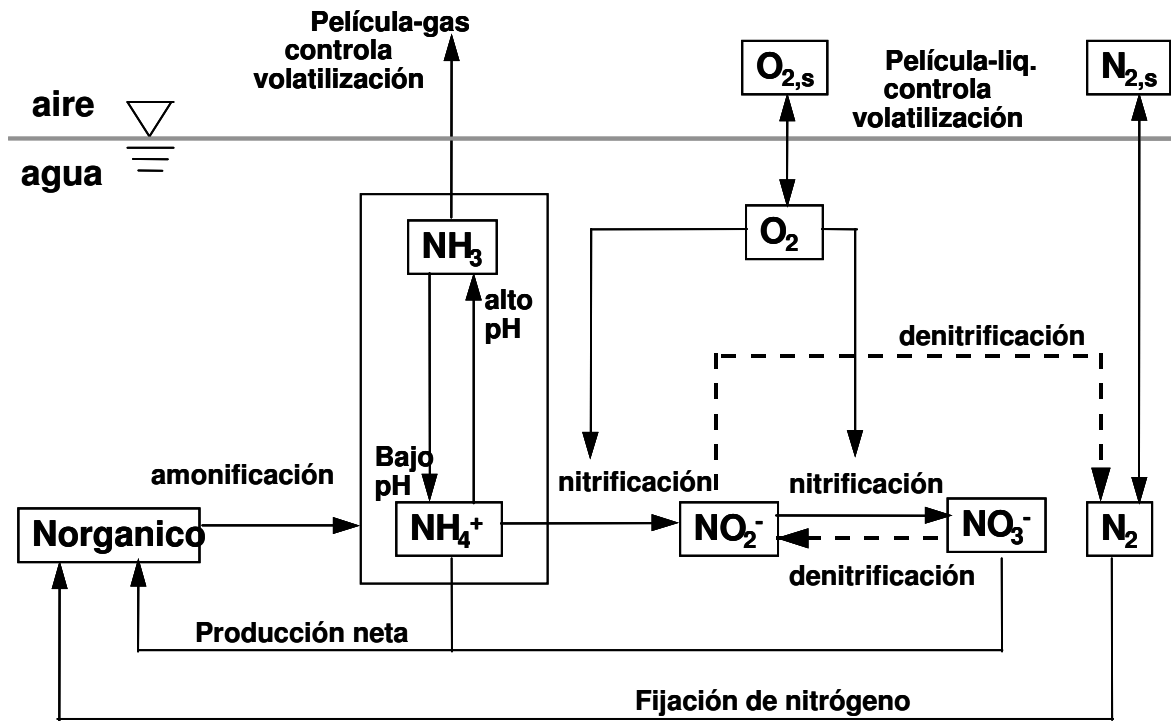 Película-gas
controla
volatilización
O2,s
Película-liq.
controla
volatilización
N2,s
aire
agua
O2
NH3
alto
pH
denitrificación
amonificación
Bajo
pH
nitrificación
nitrificación
Norganico
NH4+
NO2-
NO3-
N2
denitrificación
Producción neta
Fijación de nitrógeno